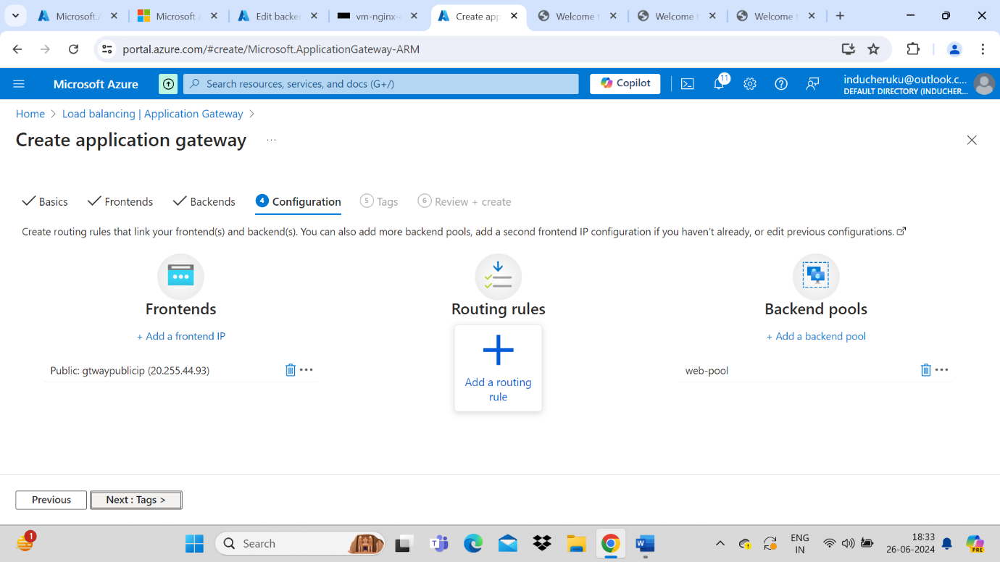 Microsoft.
Microsoft
Edit backe
vm-nginx-
Create app
Welcome t
Welcome t
Welcome t
portal.azure.com/#create/Microsoft.ApplicationGateway-ARM
Microsoft Azure
Search resources, services, and docs (G+/)
Copilot
11
inducheruku@outlook.c...
DEFAULT DIRECTORY (INDUCHER...
Home > Load balancing | Application Gateway >
Create application gateway ...
Basics
Frontends
Backends
4 Configuration
5 Tags
6 Review + create
Create routing rules that link your frontend(s) and backend(s). You can also add more backend pools, add a second frontend IP configuration if you haven't already, or edit previous configurations.
Frontends
Routing rules
Backend pools
+ Add a frontend IP
+ Add a backend pool
Public: gtwaypublicip (20.255.44.93)
web-pool
Add a routing
rule
Previous
Next : Tags >
1
Search
ENG
IN
18:33
26-06-2024
PRE